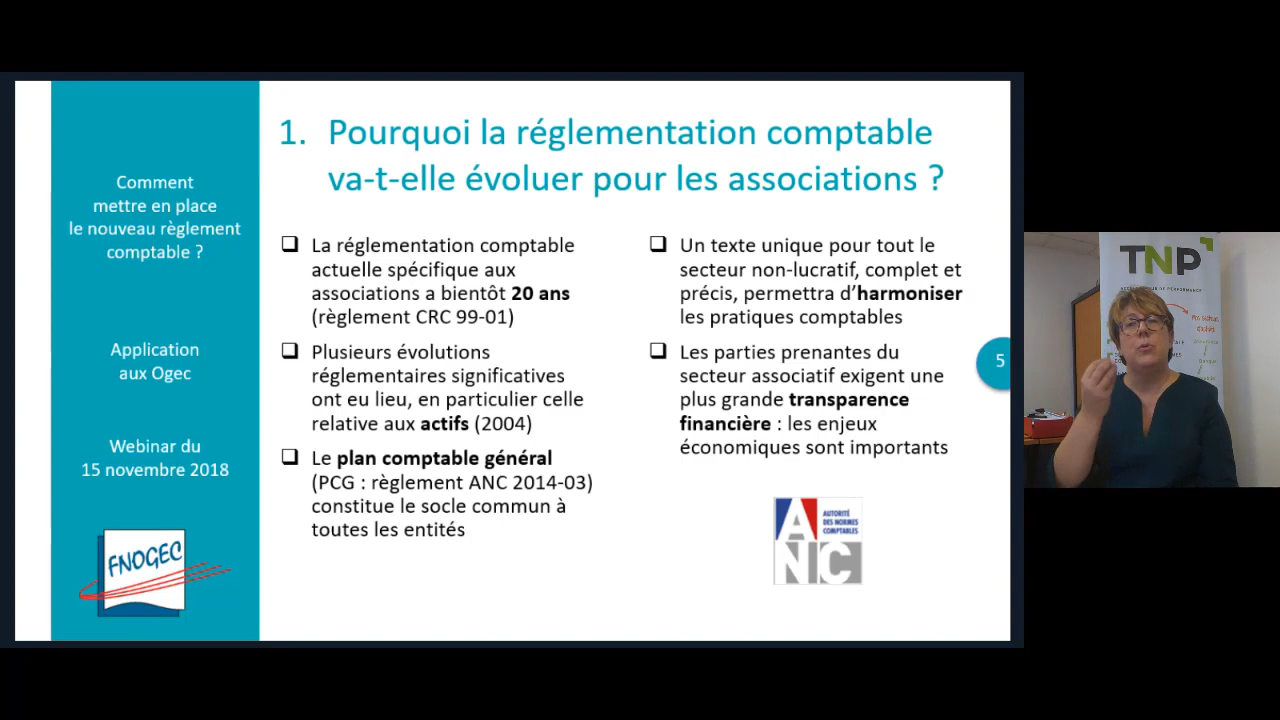 Comment
mettre en place
le nouveau règlement
comptable ?
Application
aux Ogec
Webinar du
15 novembre 2018
FNOGEC
1. Pourquoi la réglementation comptable
va-t-elle évoluer pour les associations ?
❑ La réglementation comptable
actuelle spécifique aux
associations a bientôt 20 ans
(règlement CRC 99-01)
❑ Plusieurs évolutions
réglementaires significatives
ont eu lieu, en particulier celle
relative aux actifs (2004)
❑ Le plan comptable général
(PCG : règlement ANC 2014-03)
constitue le socle commun à
toutes les entités
❑ Un texte unique pour tout le
secteur non-lucratif, complet et
précis, permettra d’harmoniser
les pratiques comptables
❑ Les parties prenantes du
secteur associatif exigent une
plus grande transparence
financière : les enjeux
économiques sont importants
AUTORITÉ
DES NORMES
COMPTABLES
ANC
5
TNP